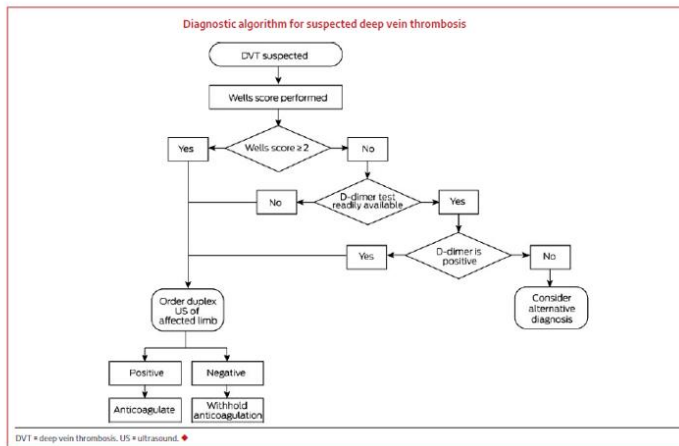 Diagnostic algorithm for suspected deep vein thrombosis
DVT suspected
Wells score performed
Yes
Wells score ≥ 2
No
No
D-dimer test
readily available
Yes
Yes
D-dimer is
positive
No
Order duplex
US of
affected limb
Consider
alternative
diagnosis
Positive
Negative
Anticoagulate
Withhold
anticoagulation
DVT = deep vein thrombosis. US = ultrasound. ◆